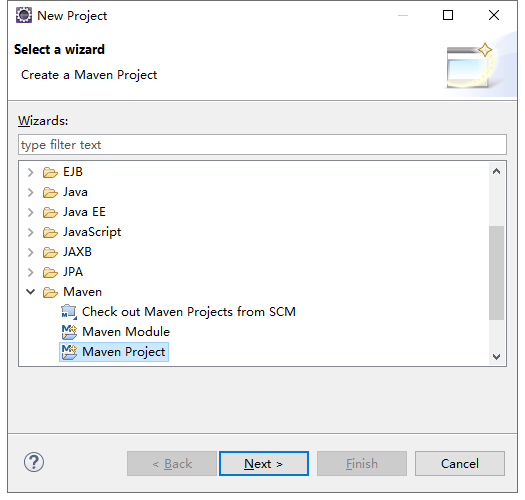 New Project
Select a wizard
Create a Maven Project
Wizards:
type filter text
EJB
Java
Java EE
JavaScript
JAXB
JPA
Maven
Check out Maven Projects from SCM
Maven Module
Maven Project
? < Back Next > Finish Cancel